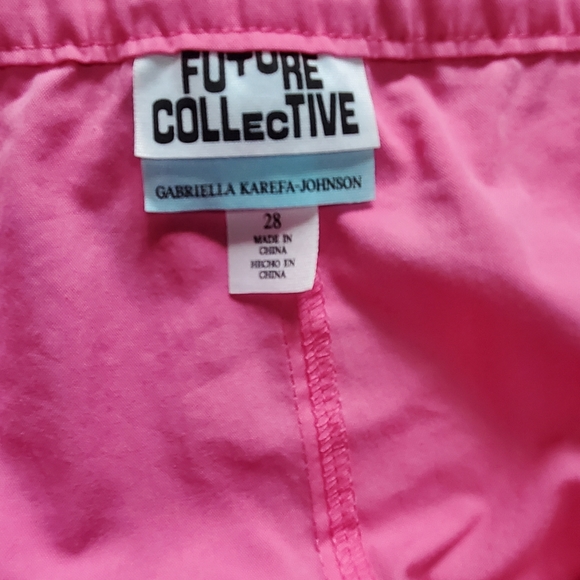 FUTURE
COLLECTIVE
GABRIELLA KAREFA-JOHNSON
28
MADE IN
CHINA
HECHO EN
CHINA